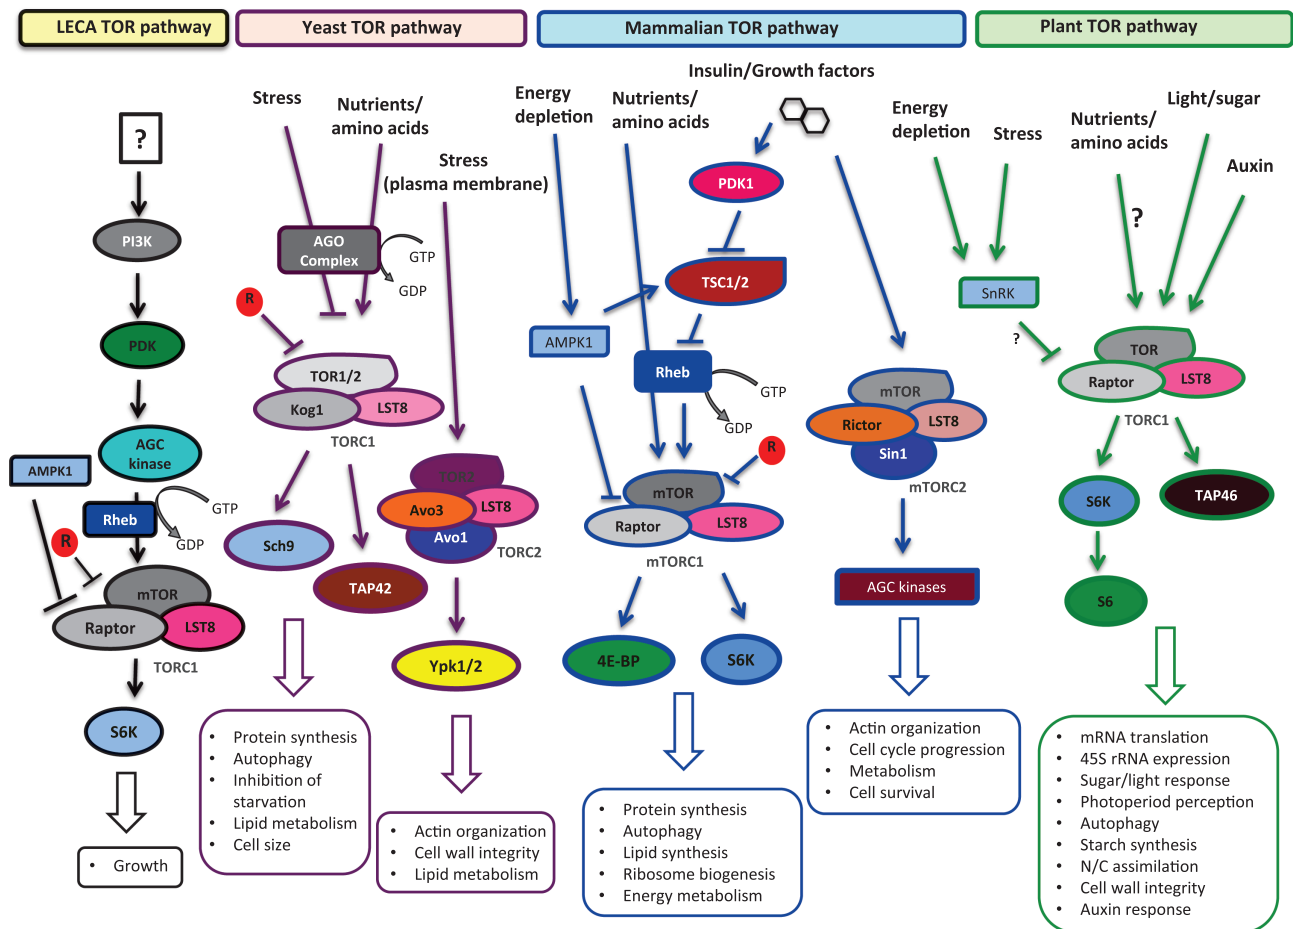 LECA TOR pathway
Yeast TOR pathway
Mammalian TOR pathway
Plant TOR pathway
?
PI3K
PDK
AGC
kinase
AMPK1
Rheb
GTP
GDP
R
mTOR
Raptor
LST8
TORC1
S6K
• Growth
Stress
Nutrients/
amino acids
Stress
(plasma membrane)
AGO
Complex
GTP
GDP
R
TOR1/2
Kog1
LST8
TORC1
Sch9
TAP42
TOR2
Avo3
LST8
Avo1
TORC2
Ypk1/2
• Protein synthesis
• Autophagy
• Inhibition of
starvation
• Lipid metabolism
• Cell size
• Actin organization
• Cell wall integrity
• Lipid metabolism
Insulin/Growth factors
Energy
depletion
Nutrients/
amino acids
PDK1
TSC1/2
AMPK1
Rheb
GTP
GDP
R
mTOR
Raptor
LST8
mTORC1
4E-BP
S6K
• Protein synthesis
• Autophagy
• Lipid synthesis
• Ribosome biogenesis
• Energy metabolism
mTOR
Rictor
LST8
Sin1
mTORC2
AGC kinases
• Actin organization
• Cell cycle progression
• Metabolism
• Cell survival
Energy
depletion
Stress
Nutrients/
amino acids
Light/sugar
Auxin
?
SnRK
?
TOR
Raptor
LST8
TORC1
S6K
TAP46
S6
• mRNA translation
• 45S rRNA expression
• Sugar/light response
• Photoperiod perception
• Autophagy
• Starch synthesis
• N/C assimilation
• Cell wall integrity
• Auxin response